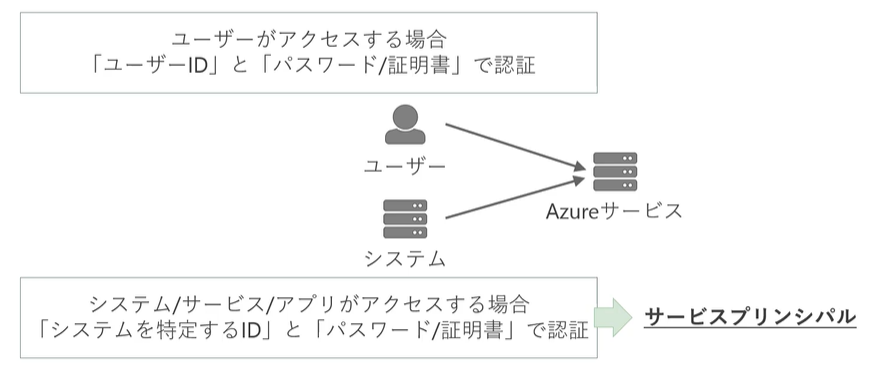 ユーザーがアクセスする場合
「ユーザーID」と「パスワード/証明書」で認証
ユーザー
Azureサービス
システム
システム/サービス/アプリがアクセスする場合
「システムを特定するID」と「パスワード/証明書」で認証
サービスプリンシパル